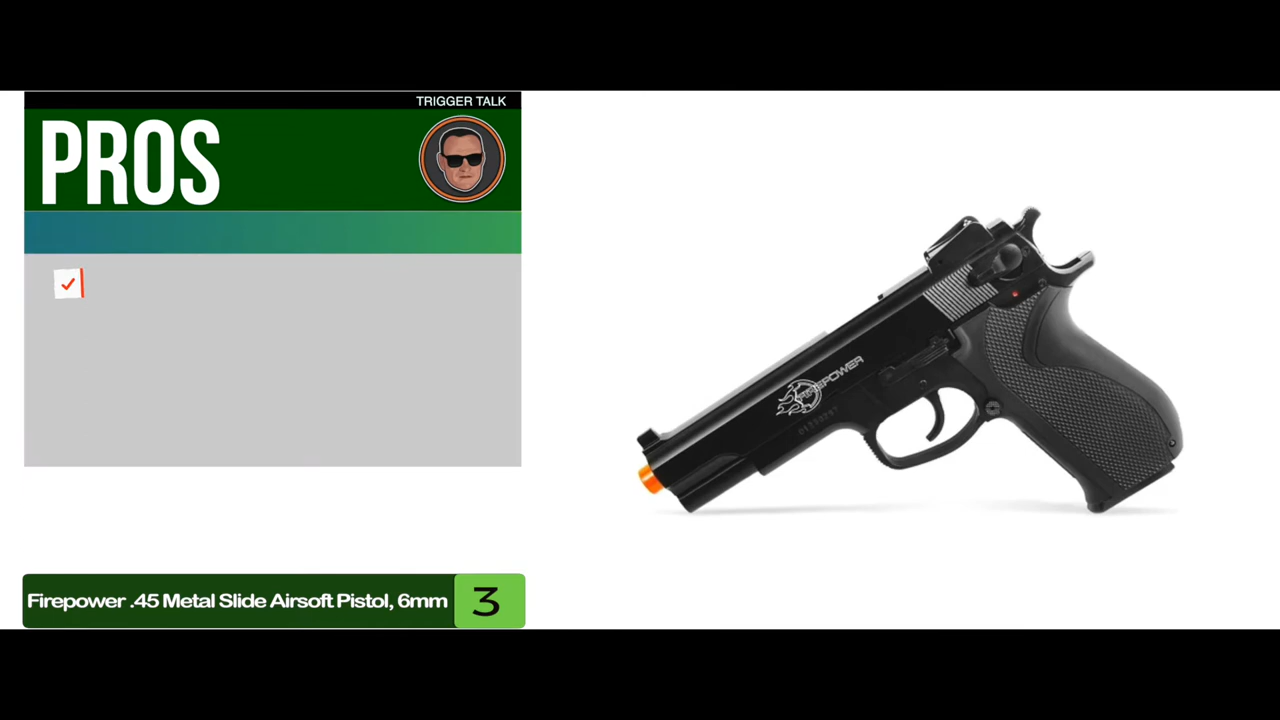 TRIGGER TALK
PROS
FIREPOWER
Firepower .45 Metal Slide Airsoft Pistol, 6mm
3